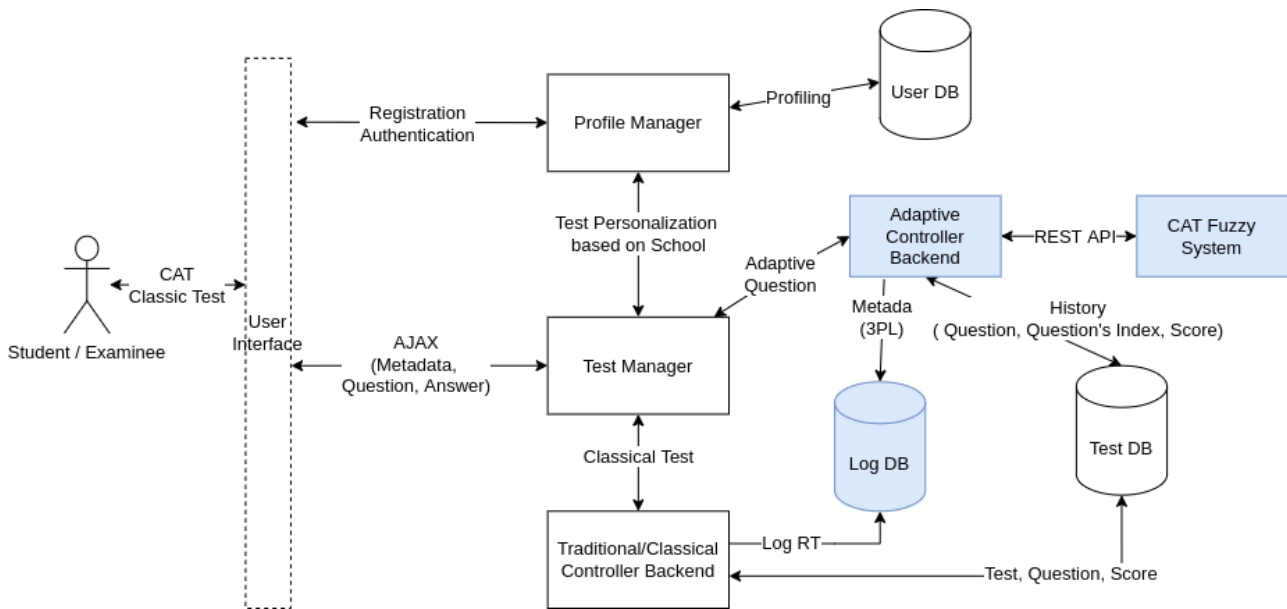 User DB
Profiling
Registration
Authentication
Profile Manager
Test Personalization
based on School
Adaptive
Controller
Backend
REST API
CAT Fuzzy
System
CAT
Classic Test
Adaptive
Question
Student / Examinee
User
Interface
AJAX
(Metadata,
Question, Answer)
Test Manager
Metada
(3PL)
History
( Question, Question's Index, Score)
Classical Test
Log DB
Test DB
Traditional/Classical
Controller Backend
Log RT
Test, Question, Score